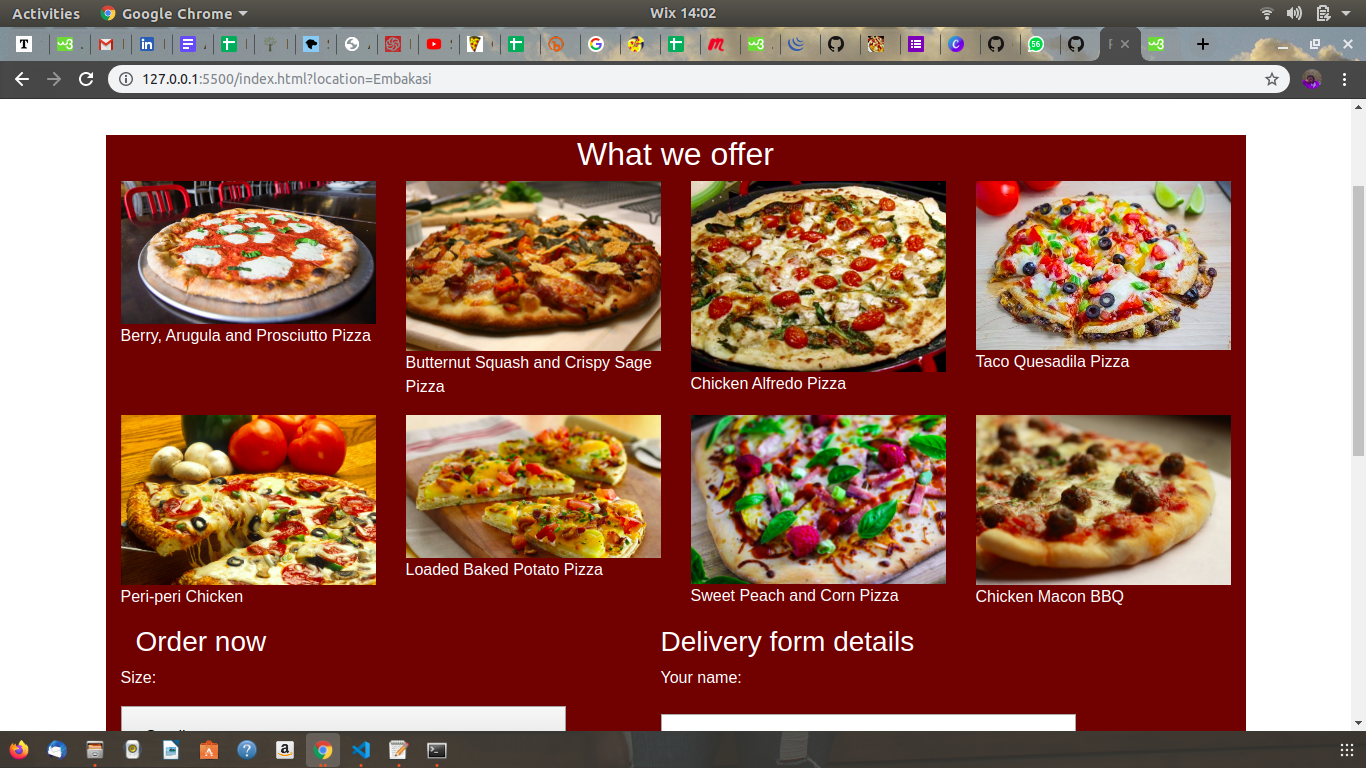 Activities
Google Chrome
Wix 14:02
127.0.0.1:5500/index.html?location=Embakasi
What we offer
Berry, Arugula and Prosciutto Pizza
Butternut Squash and Crispy Sage
Pizza
Chicken Alfredo Pizza
Taco Quesadila Pizza
Peri-peri Chicken
Loaded Baked Potato Pizza
Sweet Peach and Corn Pizza
Chicken Macon BBQ
Order now
Delivery form details
Size:
Your name: